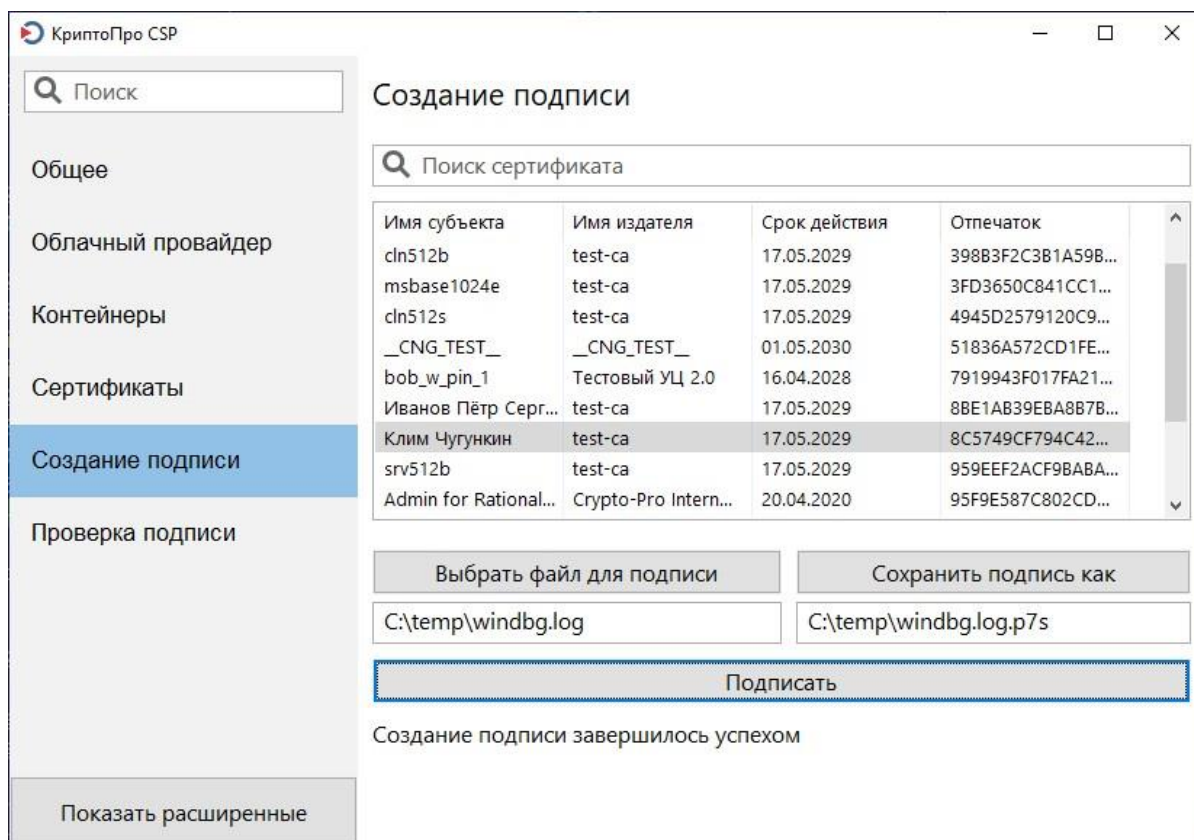 КриптоПро CSP
Поиск
Общее
Облачный провайдер
Контейнеры
Сертификаты
Создание подписи
Проверка подписи
Показать расширенные
Создание подписи
Поиск сертификата
Имя субъекта Имя издателя Срок действия Отпечаток
cln512b test-ca 17.05.2029 398B3F2C3B1A59B...
msbase1024e test-ca 17.05.2029 3FD3650C841CC1...
cln512s test-ca 17.05.2029 4945D2579120C9...
__CNG_TEST__ __CNG_TEST__ 01.05.2030 51836A572CD1FE...
bob_w_pin_1 Тестовый УЦ 2.0 16.04.2028 7919943F017FA21...
Иванов Пётр Серг... test-ca 17.05.2029 8BE1AB39EBA8B7B...
Клим Чугункин test-ca 17.05.2029 8C5749CF794C42...
srv512b test-ca 17.05.2029 959EEF2ACF9BABA...
Admin for Rational... Crypto-Pro Intern... 20.04.2020 95F9E587C802CD...
Выбрать файл для подписи Сохранить подпись как
C:\temp\windbg.log C:\temp\windbg.log.p7s
Подписать
Создание подписи завершилось успехом